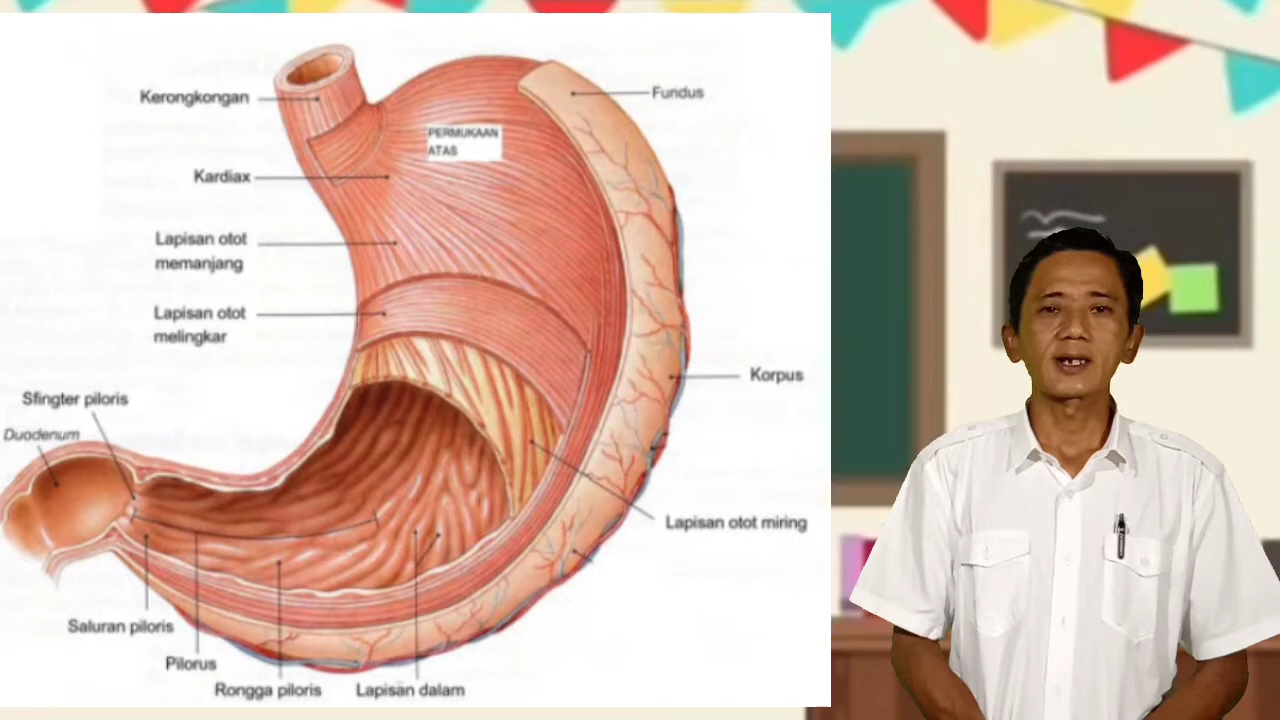 Kerongkongan
Fundus
PERMUKAAN
ATAS
Kardiax
Lapisan otot
memanjang
Lapisan otot
melingkar
Korpus
Sfingter piloris
Duodenum
Lapisan otot miring
Saluran piloris
Pilorus
Rongga piloris
Lapisan dalam